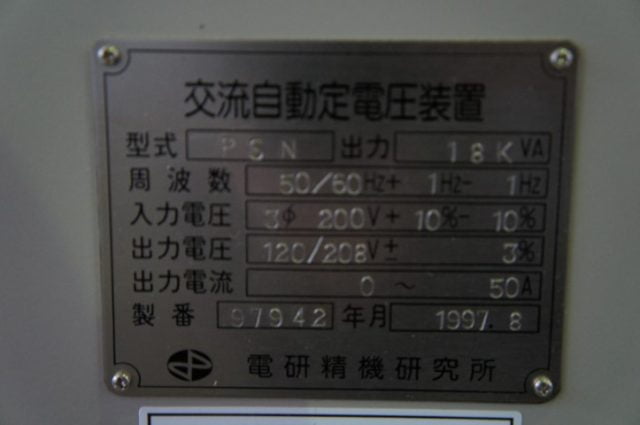 交流自動定電圧装置
型式 PSN 出力 18K VA
周波数 50/60Hz+ 1Hz- 1Hz
入力電圧 3φ 200V+ 10%- 10%
出力電圧 120/208V± 3%
出力電流 0 ~ 50A
製番 97942 年月 1997.8
電研精機研究所